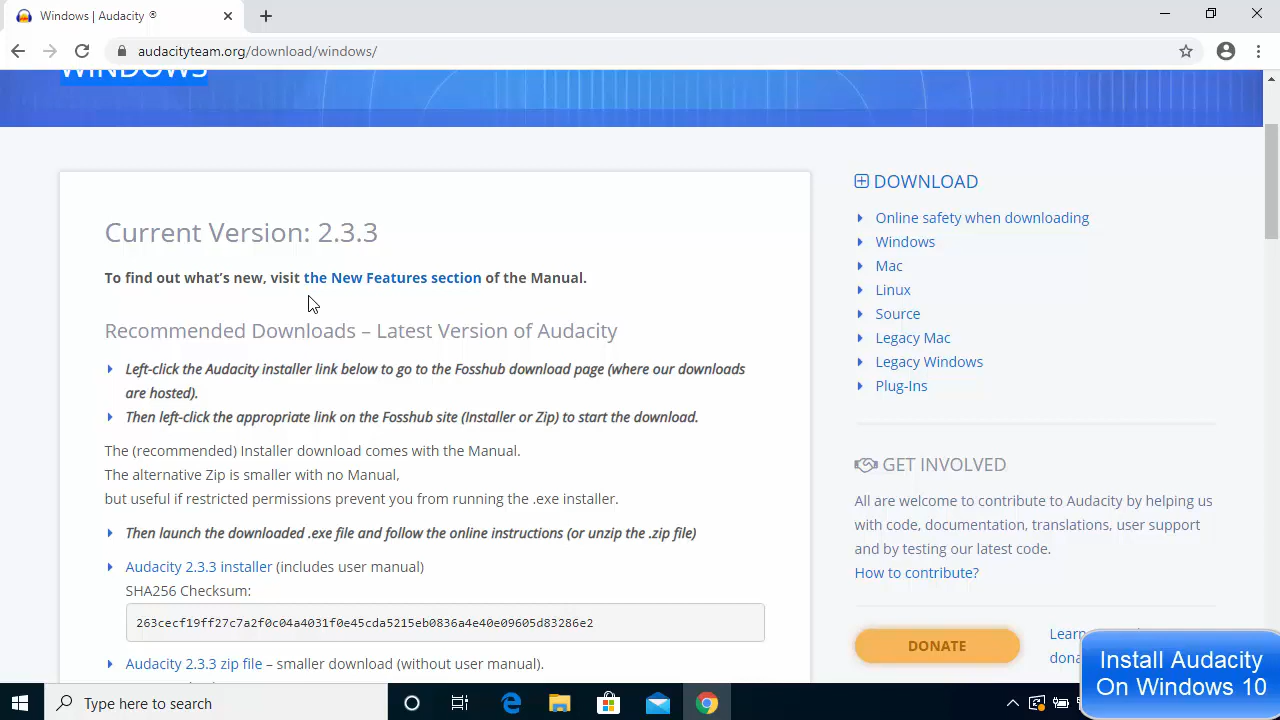 Windows | Audacity ®
audacityteam.org/download/windows/
WINDOWS
Current Version: 2.3.3
To find out what's new, visit the New Features section of the Manual.
Recommended Downloads – Latest Version of Audacity
Left-click the Audacity installer link below to go to the Fosshub download page (where our downloads
are hosted).
Then left-click the appropriate link on the Fosshub site (Installer or Zip) to start the download.
The (recommended) Installer download comes with the Manual.
The alternative Zip is smaller with no Manual,
but useful if restricted permissions prevent you from running the .exe installer.
Then launch the downloaded .exe file and follow the online instructions (or unzip the .zip file)
Audacity 2.3.3 installer (includes user manual)
SHA256 Checksum:
263cecf19ff27c7a2f0c04a4031f0e45cda5215eb0836a4e40e09605d83286e2
Audacity 2.3.3 zip file – smaller download (without user manual).
DOWNLOAD
Online safety when downloading
Windows
Mac
Linux
Source
Legacy Mac
Legacy Windows
Plug-Ins
GET INVOLVED
All are welcome to contribute to Audacity by helping us
with code, documentation, translations, user support
and by testing our latest code.
How to contribute?
DONATE
Install Audacity
On Windows 10
Type here to search